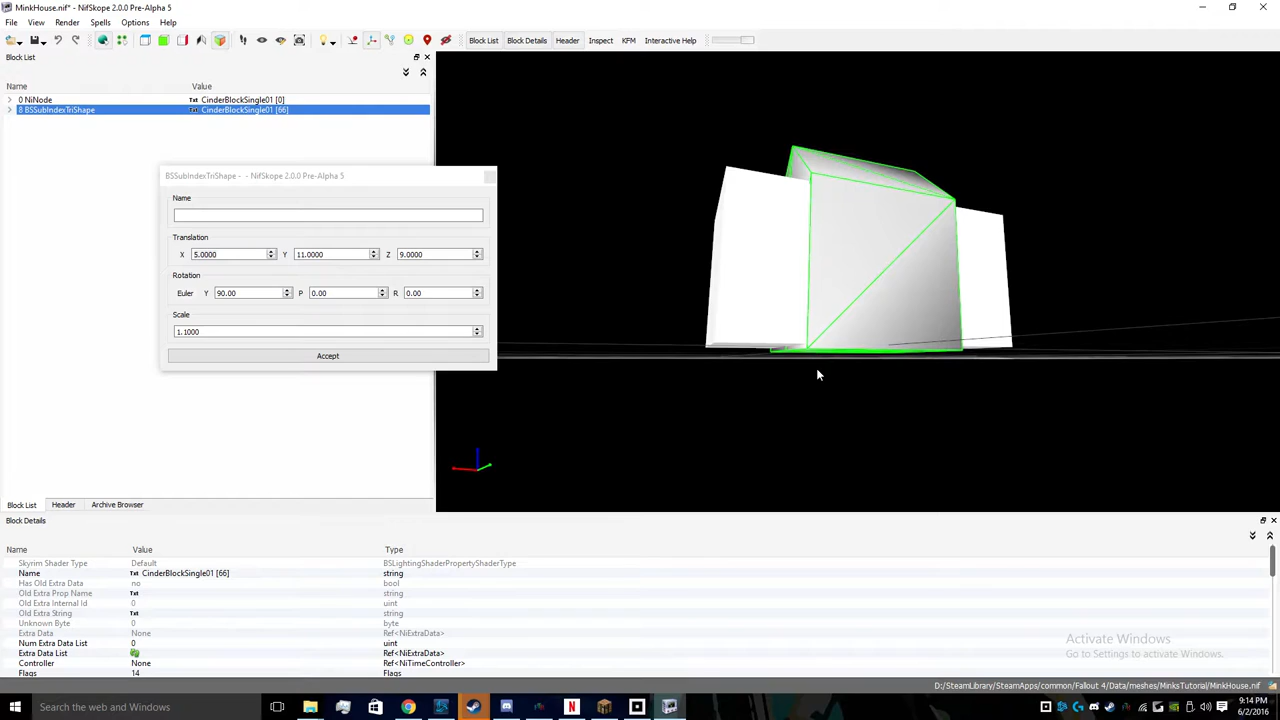 MinkHouse.nif* - NifSkope 2.0.0 Pre-Alpha 5
File View Render Spells Options Help
Block List Block Details Header Inspect KFM Interactive Help
Block List
Name Value
0 NiNode Txt CinderBlockSingle01 [0]
8 BSSubIndexTriShape Txt CinderBlockSingle01 [66]
BSSubIndexTriShape - - NifSkope 2.0.0 Pre-Alpha 5
Name
Translation
X 5.0000 Y 11.0000 Z 9.0000
Rotation
Euler Y 90.00 P 0.00 R 0.00
Scale
1.1000
Accept
Block List Header Archive Browser
Block Details
Name Value Type
Skyrim Shader Type Default BSLightingShaderPropertyShaderType
Name Txt CinderBlockSingle01 [66] string
Has Old Extra Data no bool
Old Extra Prop Name Txt string
Old Extra Internal Id 0 uint
Old Extra String Txt string
Unknown Byte 0 byte
Extra Data None Ref<NiExtraData>
Num Extra Data List 0 uint
Extra Data List Ref<NiExtraData>
Controller None Ref<NiTimeController>
Flags 14 Flags
Activate Windows
Go to Settings to activate Windows.
D:/SteamLibrary/SteamApps/common/Fallout 4/Data/meshes/MinksTutorial/MinkHouse.nif
Search the web and Windows
9:14 PM
6/2/2016